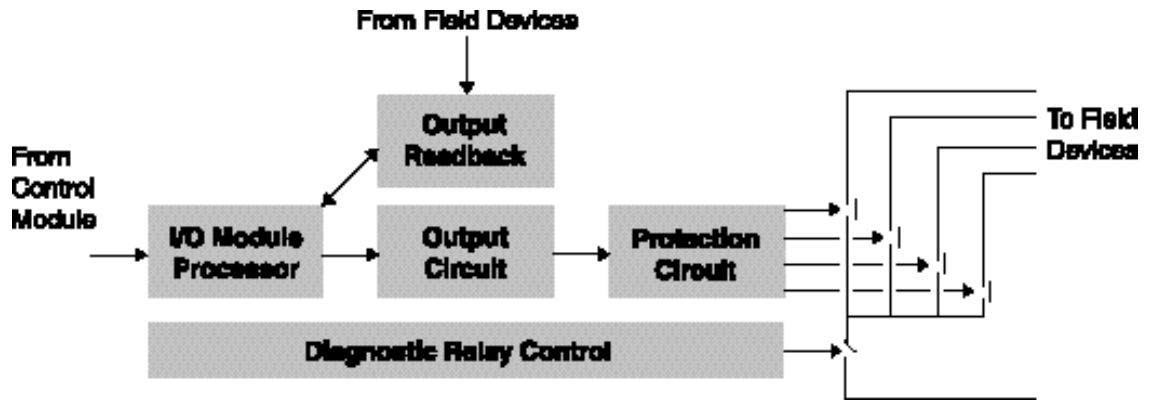 From Field Devices
Output
Readback
To Field
Devices
From
Control
Module
I/O Module
Processor
Output
Circuit
Protection
Circuit
Diagnostic Relay Control